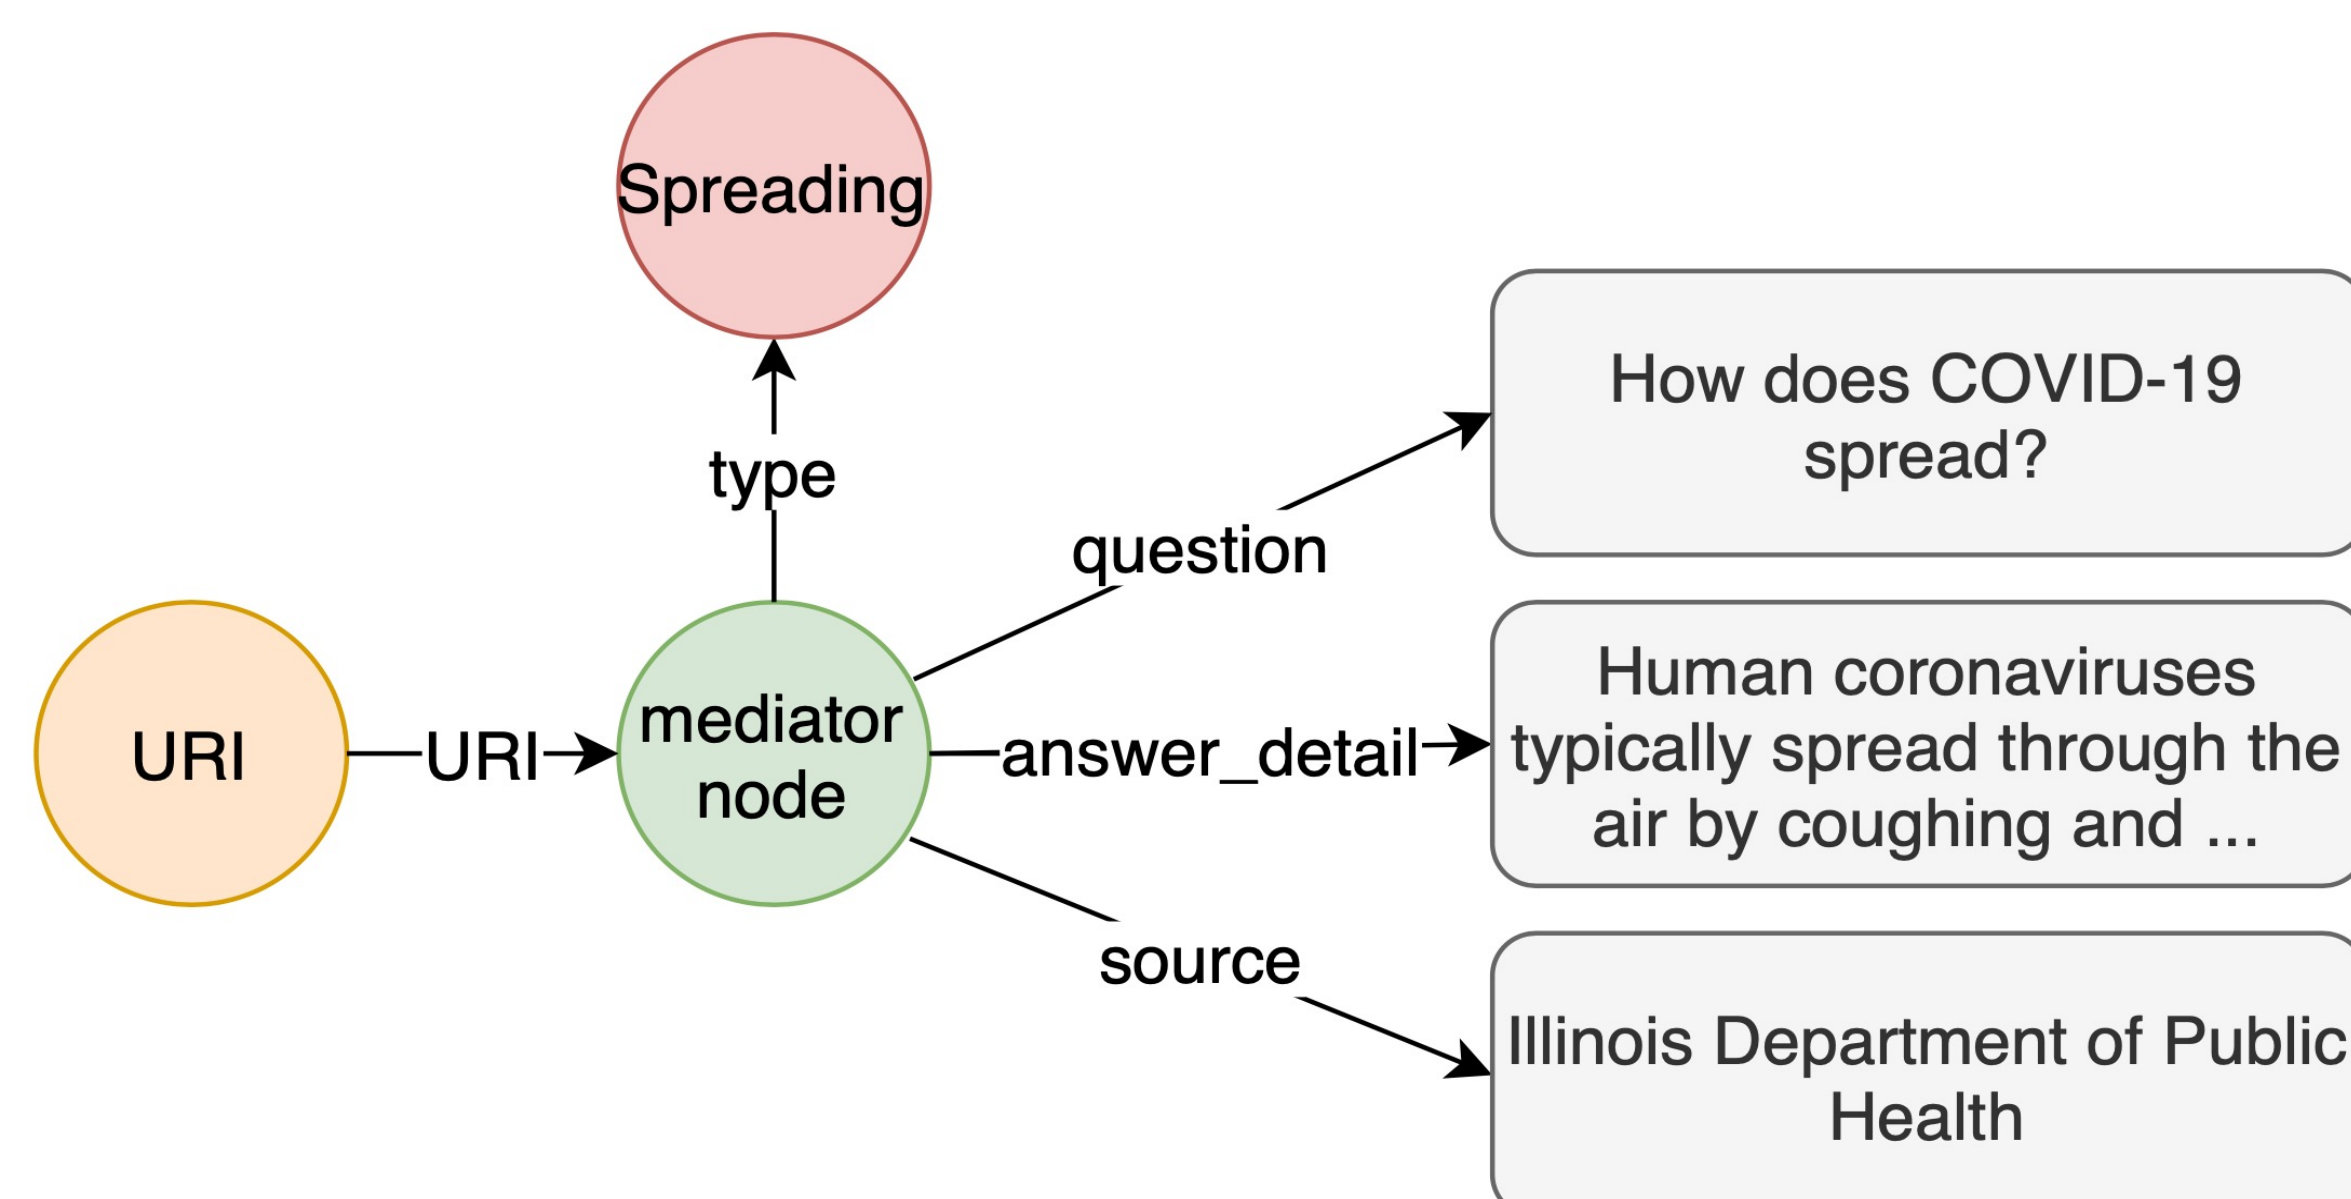 Spreading
type
How does COVID-19
spread?
question
URI
URI
mediator
node
answer_detail
Human coronaviruses
typically spread through the
air by coughing and ...
source
Illinois Department of Public
Health